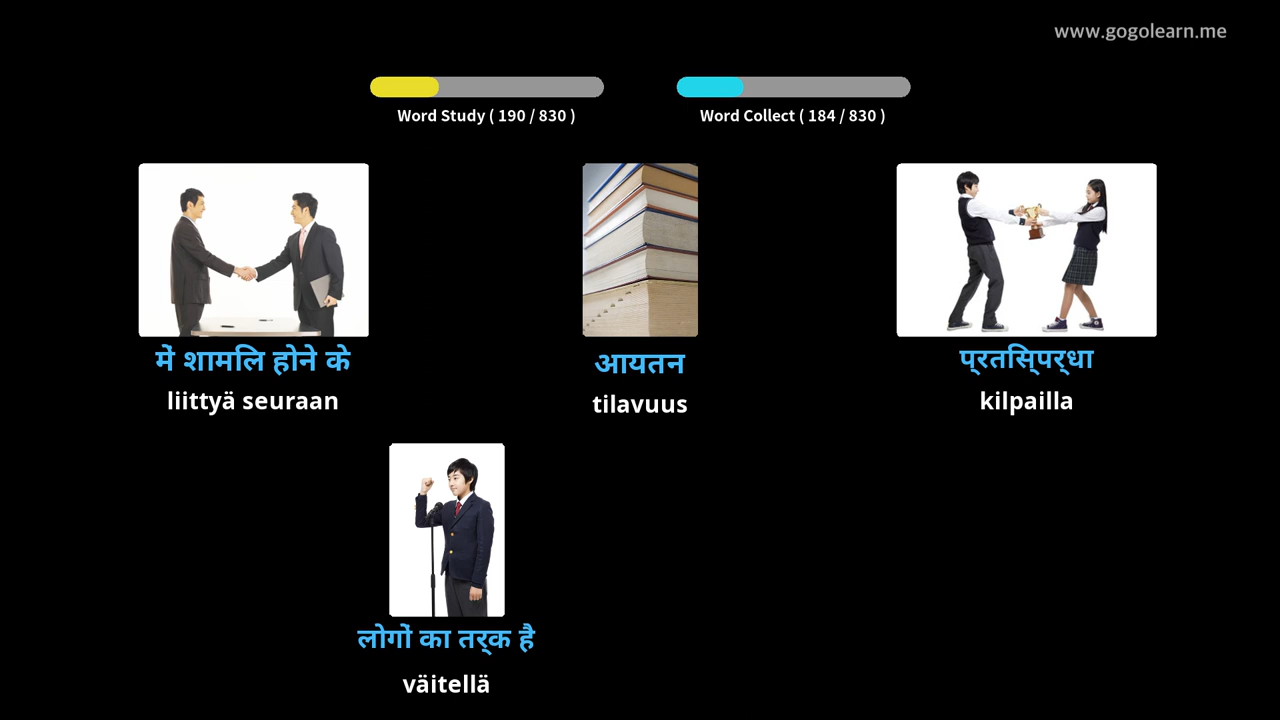 www.gogolearn.me
Word Study ( 190 / 830 )
Word Collect ( 184 / 830 )
में शामलि होने के
liittyä seuraan
आयतन
tilavuus
प्रतस्पिर्धा
kilpailla
लोगों का तर्क है
väitellä